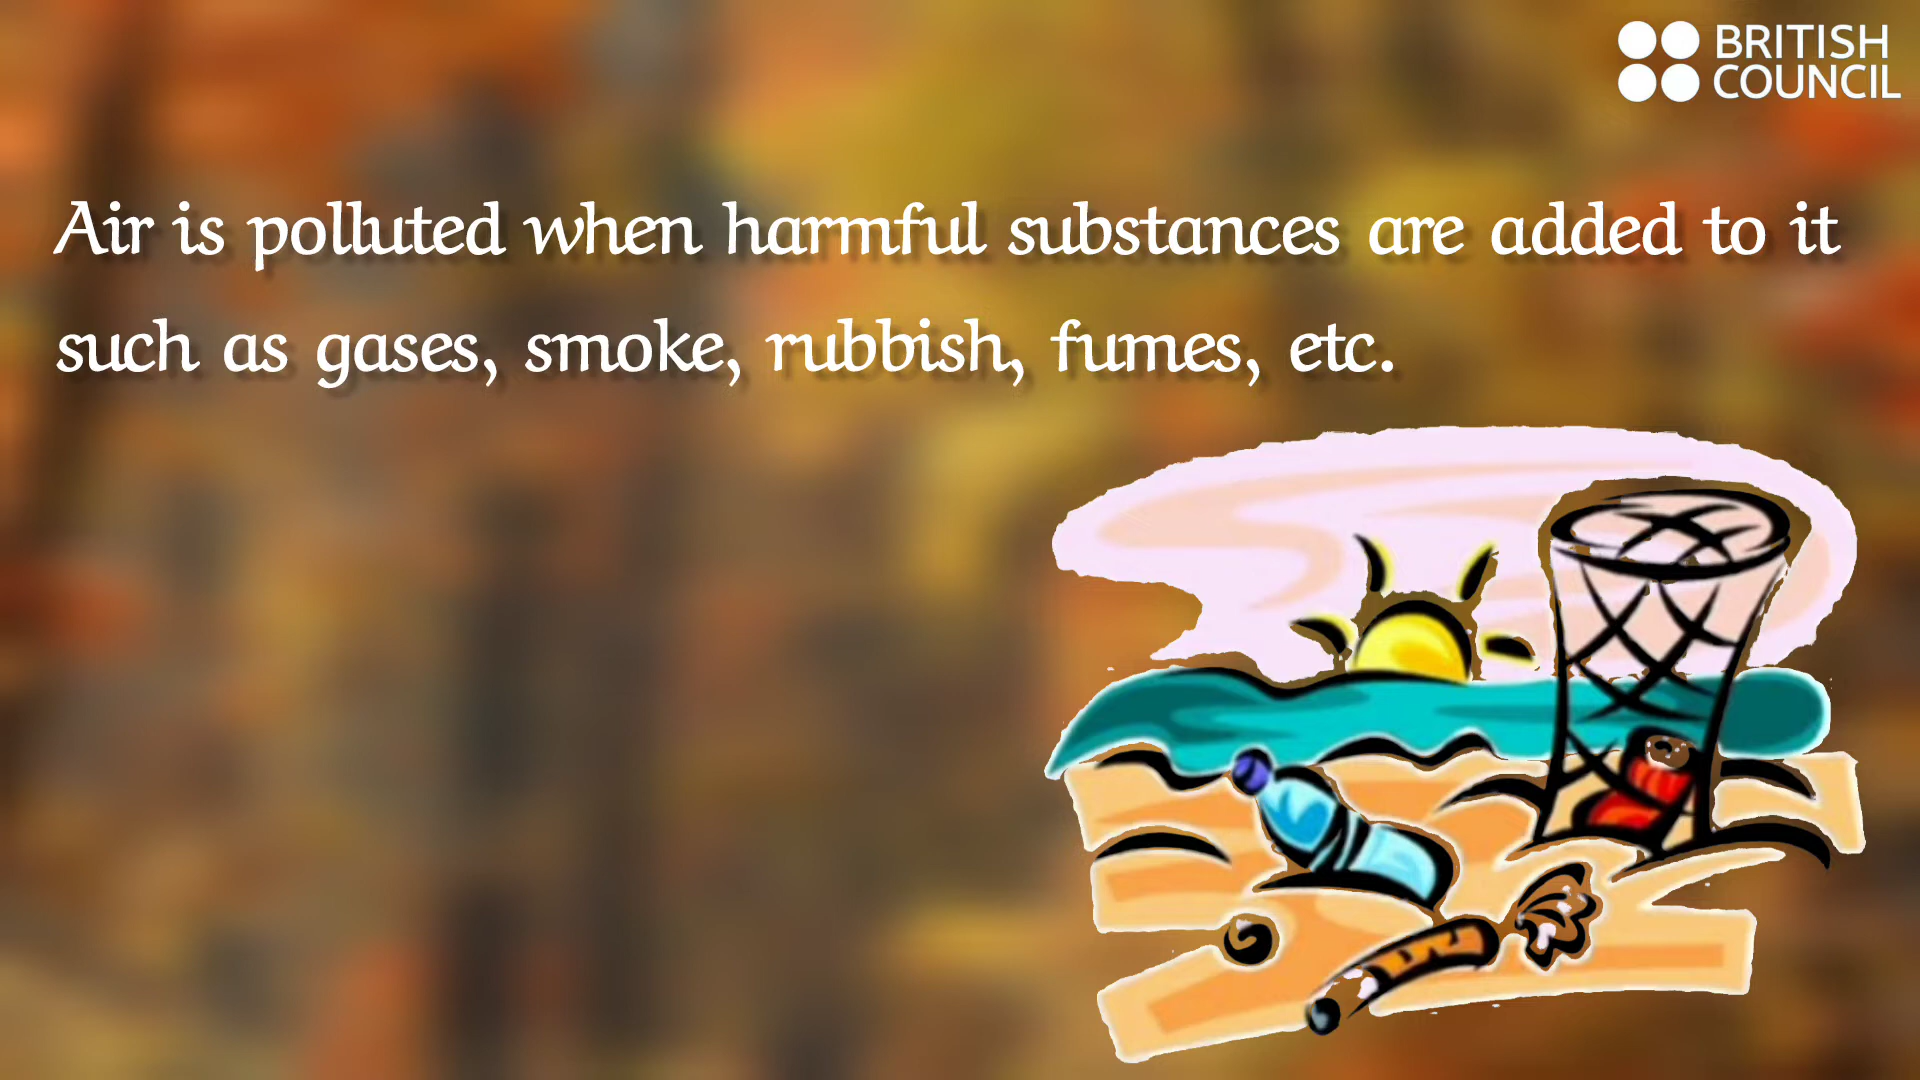 BRITISH
COUNCIL
Air is polluted when harmful substances are added to it
such as gases, smoke, rubbish, fumes, etc.